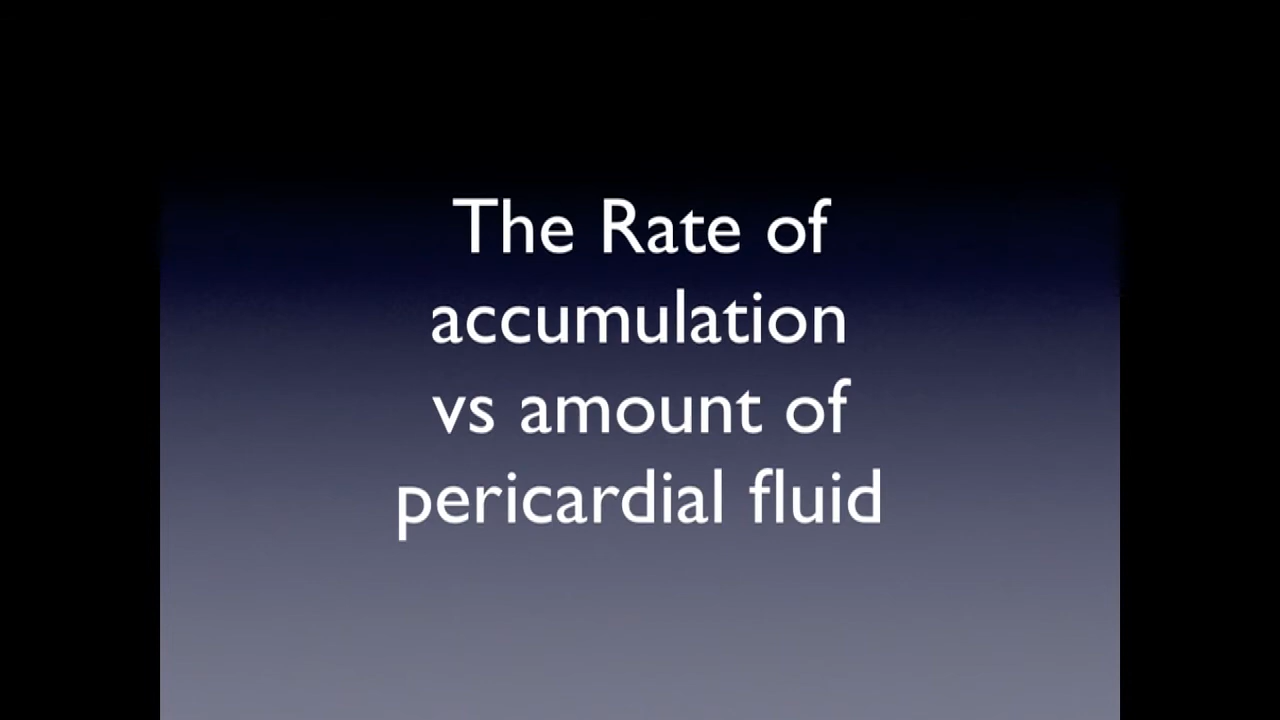 The Rate of
accumulation
vs amount of
pericardial fluid